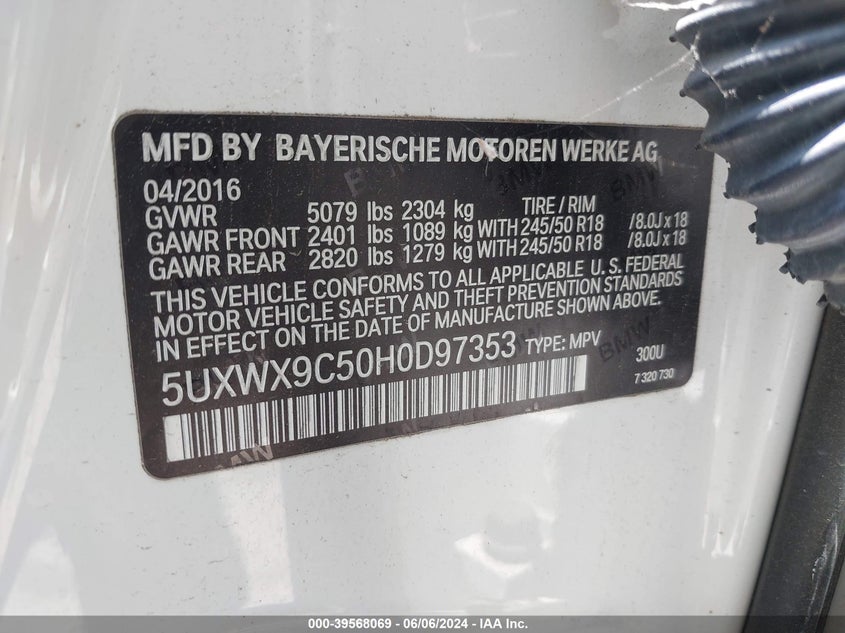 MFD BY BAYERISCHE MOTOREN WERKE AG
04/2016 TIRE / RIM
GVWR 5079 lbs 2304 kg
GAWR FRONT 2401 lbs 1089 kg WITH 245/50 R18 /8.0J x 18
GAWR REAR 2820 lbs 1279 kg WITH 245/50 R18 /8.0J x 18
THIS VEHICLE CONFORMS TO ALL APPLICABLE U.S. FEDERAL
MOTOR VEHICLE SAFETY AND THEFT PREVENTION STANDARDS
IN EFFECT ON THE DATE OF MANUFACTURE SHOWN ABOVE.
5UXWX9C50H0D97353 TYPE: MPV 300U
7 320 730
BMW
BMW
BMW
000-39568069 - 06/06/2024 - IAA, Inc.